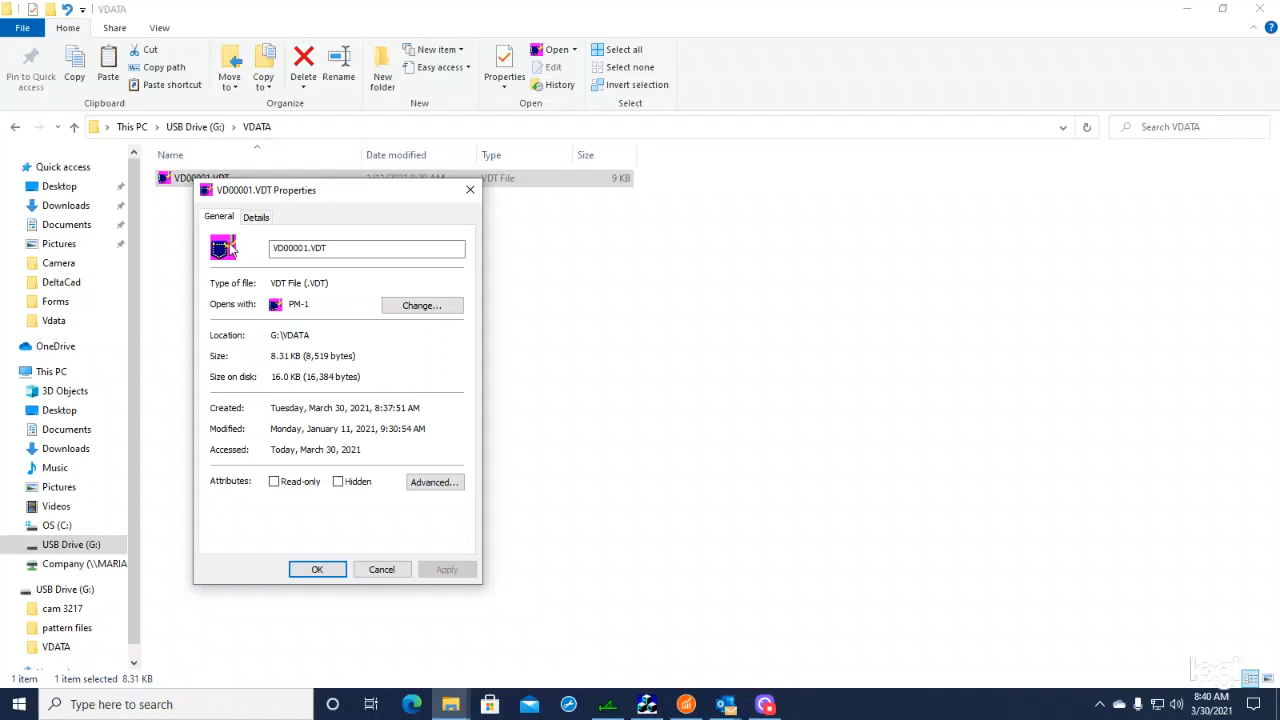 VDATA
File Home Share View
Pin to Quick access
Copy
Paste
Cut
Copy path
Paste shortcut
Clipboard
Move to
Copy to
Delete
Rename
Organize
New folder
New item
Easy access
New
Properties
Open
Edit
History
Open
Select all
Select none
Invert selection
Select
This PC > USB Drive (G:) > VDATA
Search VDATA
Name Date modified Type Size
VD00001.VDT VDT File 9 KB
Quick access
Desktop
Downloads
Documents
Pictures
Camera
DeltaCad
Forms
Vdata
OneDrive
This PC
3D Objects
Desktop
Documents
Downloads
Music
Pictures
Videos
OS (C:)
USB Drive (G:)
Company (\\MARIA
USB Drive (G:)
cam 3217
pattern files
VDATA
VD00001.VDT Properties
General Details
VD00001.VDT
Type of file: VDT File (.VDT)
Opens with: PM-1 Change...
Location: G:\VDATA
Size: 8.31 KB (8,519 bytes)
Size on disk: 16.0 KB (16,384 bytes)
Created: Tuesday, March 30, 2021, 8:37:51 AM
Modified: Monday, January 11, 2021, 9:30:54 AM
Accessed: Today, March 30, 2021
Attributes: Read-only Hidden Advanced...
OK Cancel Apply
1 item 1 item selected 8.31 KB
Type here to search
8:40 AM
3/30/2021